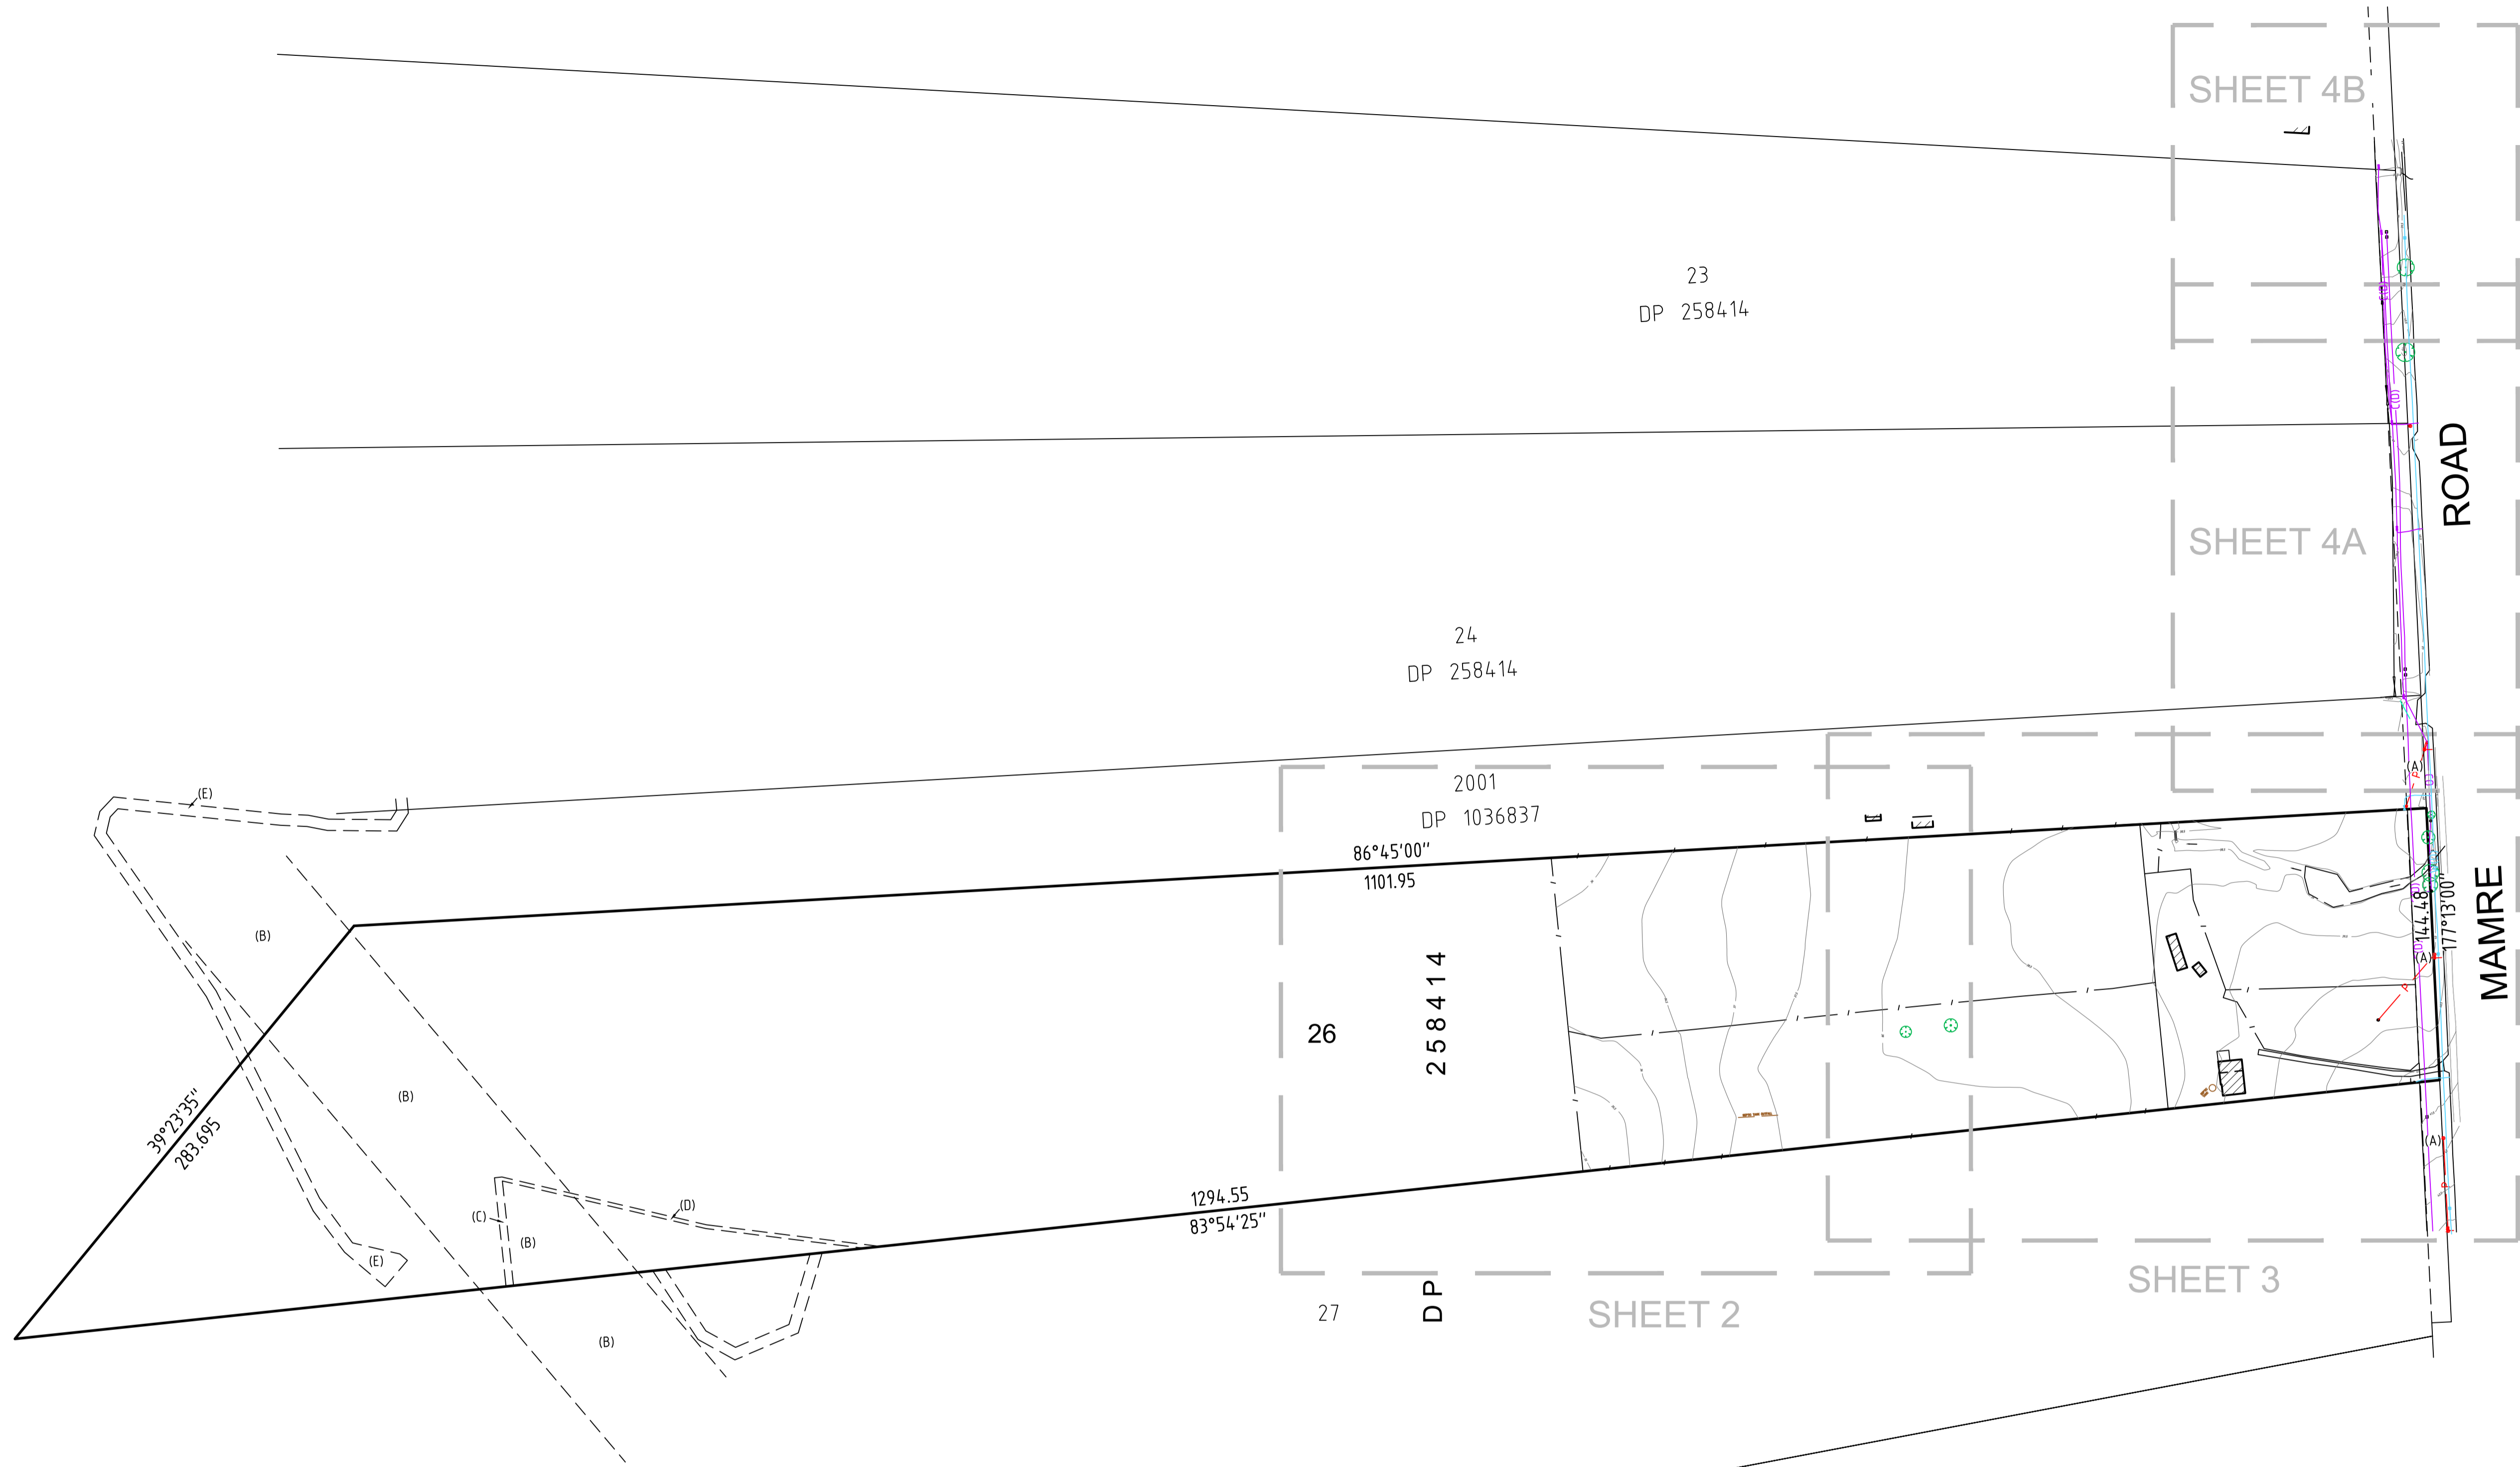 SHEET 4B
23
DP 258414
C(D)
ROAD
SHEET 4A
24
DP 258414
(A)
P
2001
DP 1036837
(E)
86°45'00"
1101.95
144.48
177°13'00"
MAMRE
(B)
(A)
P
26
DP 258414
(B)
39°23'35"
283.695
(A)
P
1294.55
83°54'25"
(C)
(D)
(B)
(E)
SHEET 3
27
SHEET 2
(B)